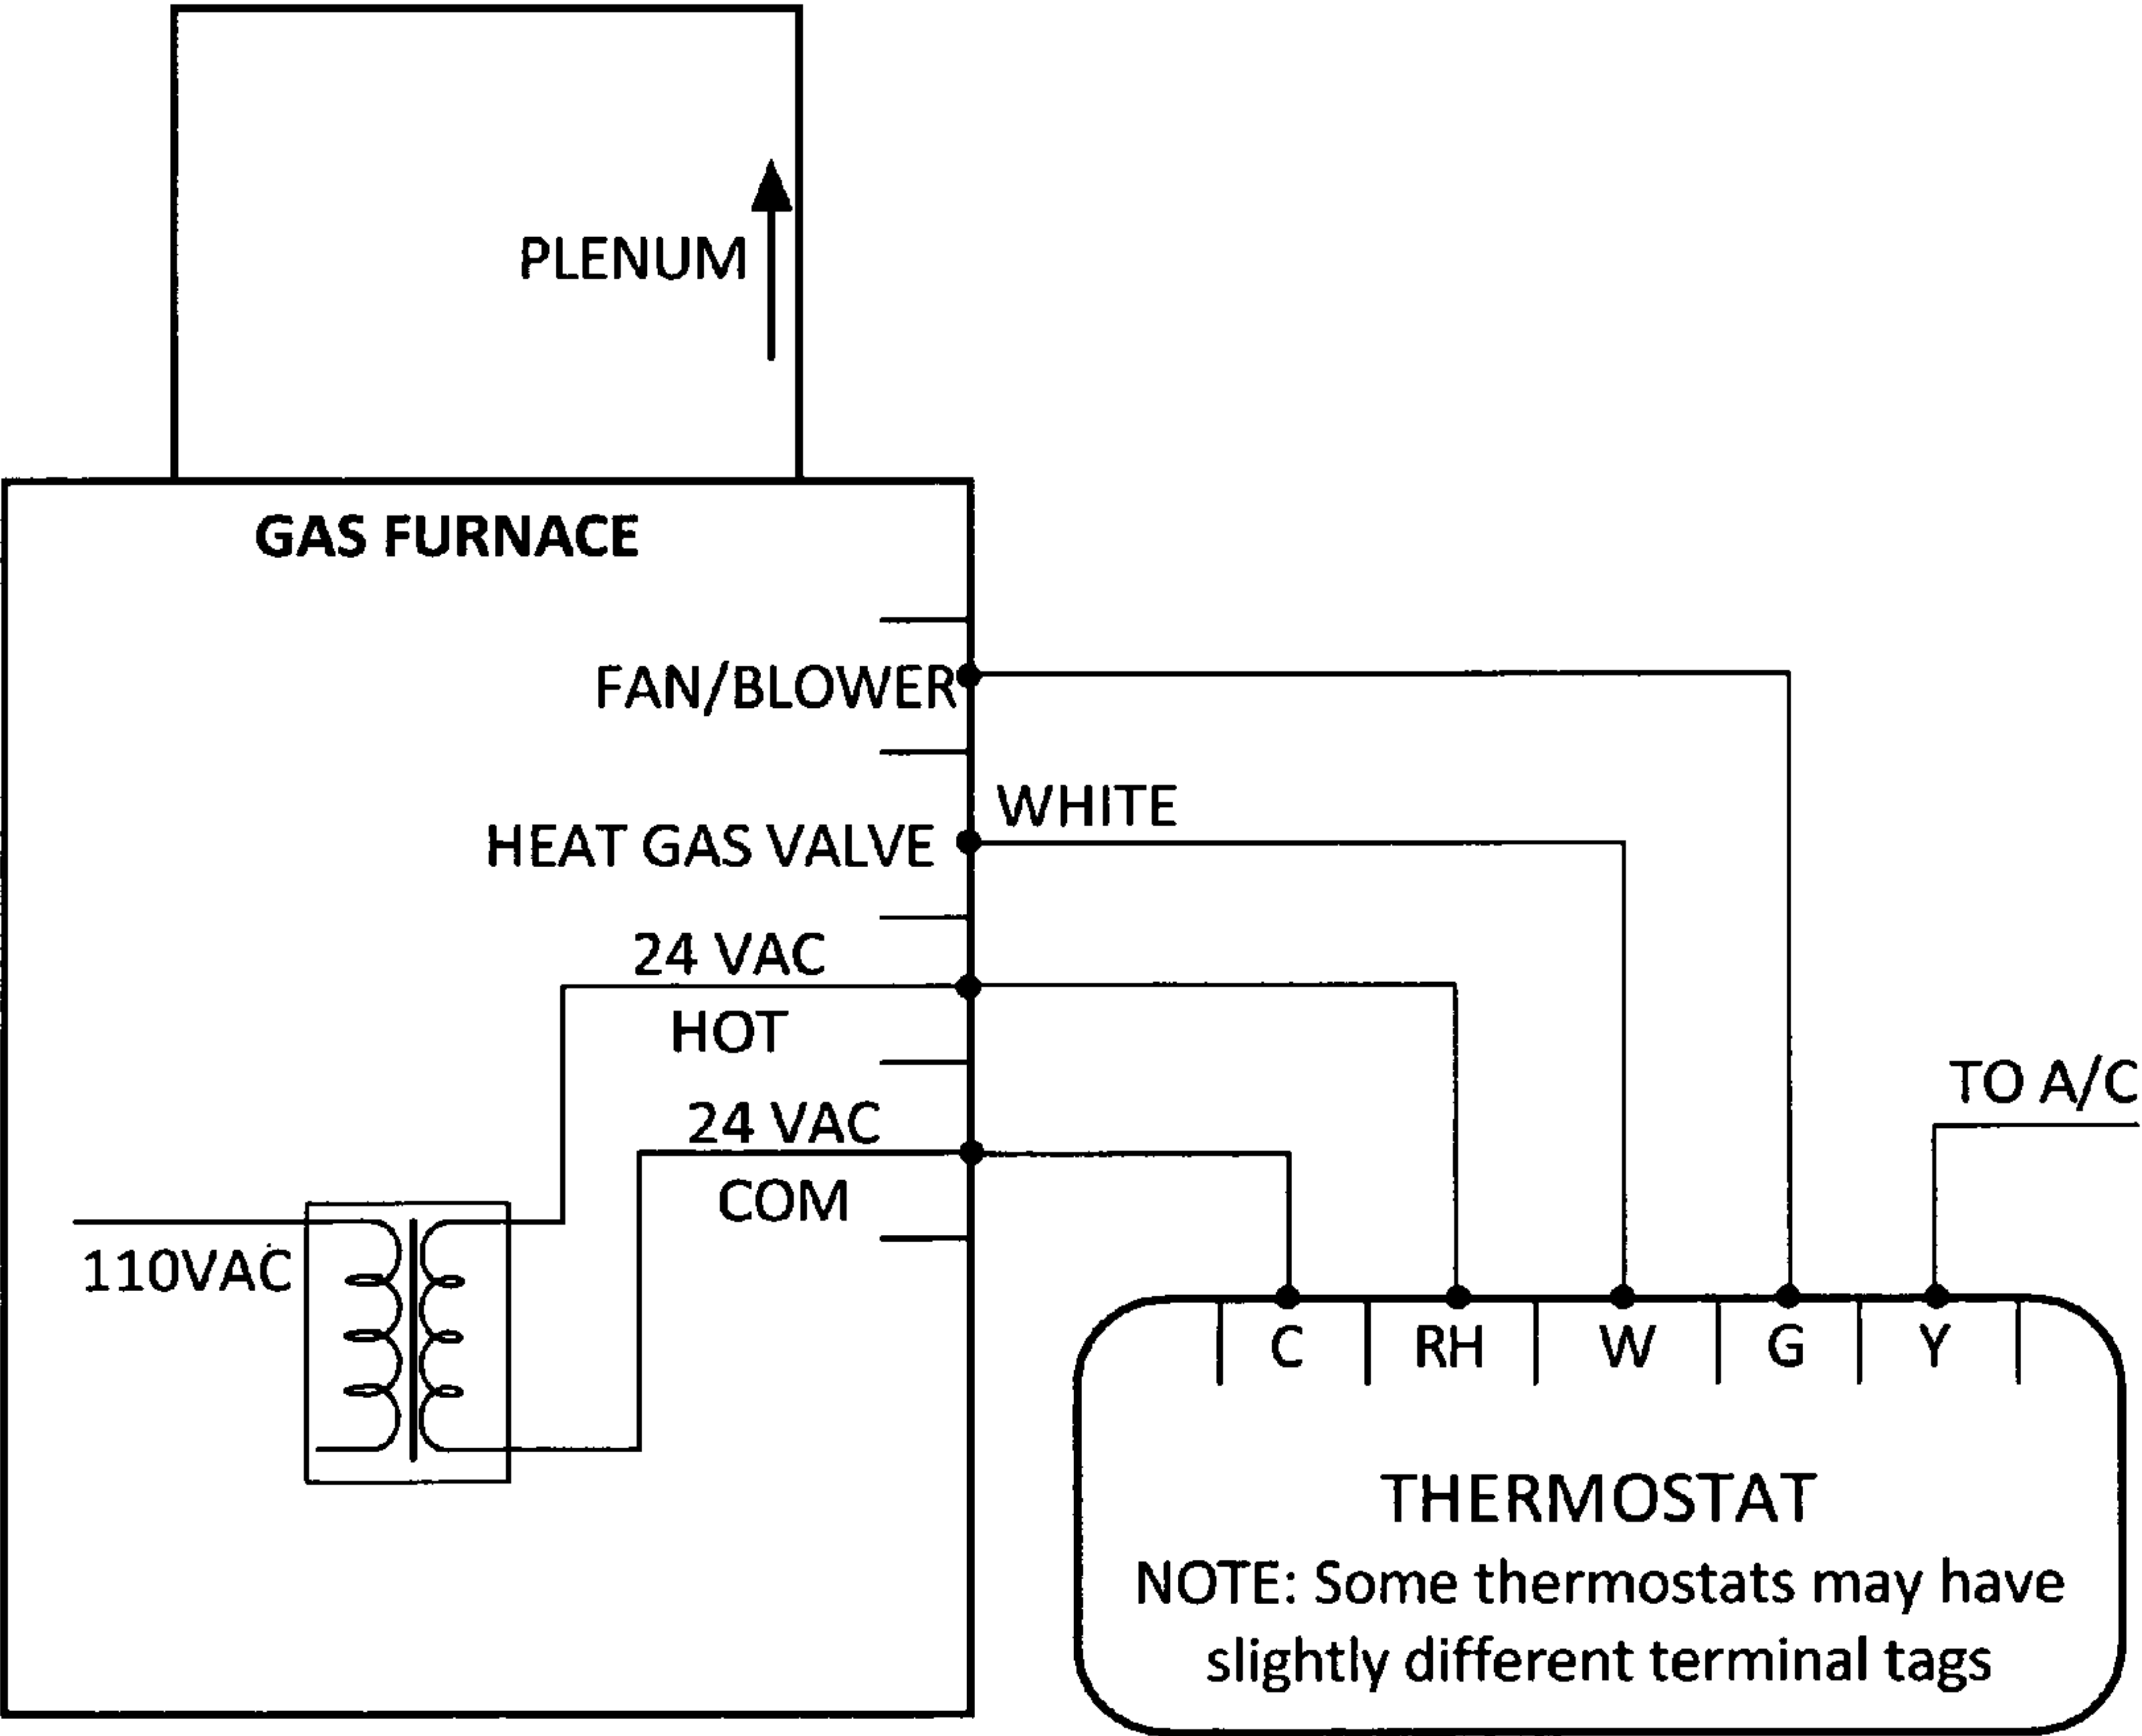 PLENUM
GAS FURNACE
FAN/BLOWER
WHITE
HEAT GAS VALVE
24 VAC
HOT
24 VAC
COM
110VAC
TO A/C
C RH W G Y
THERMOSTAT
NOTE: Some thermostats may have
slightly different terminal tags